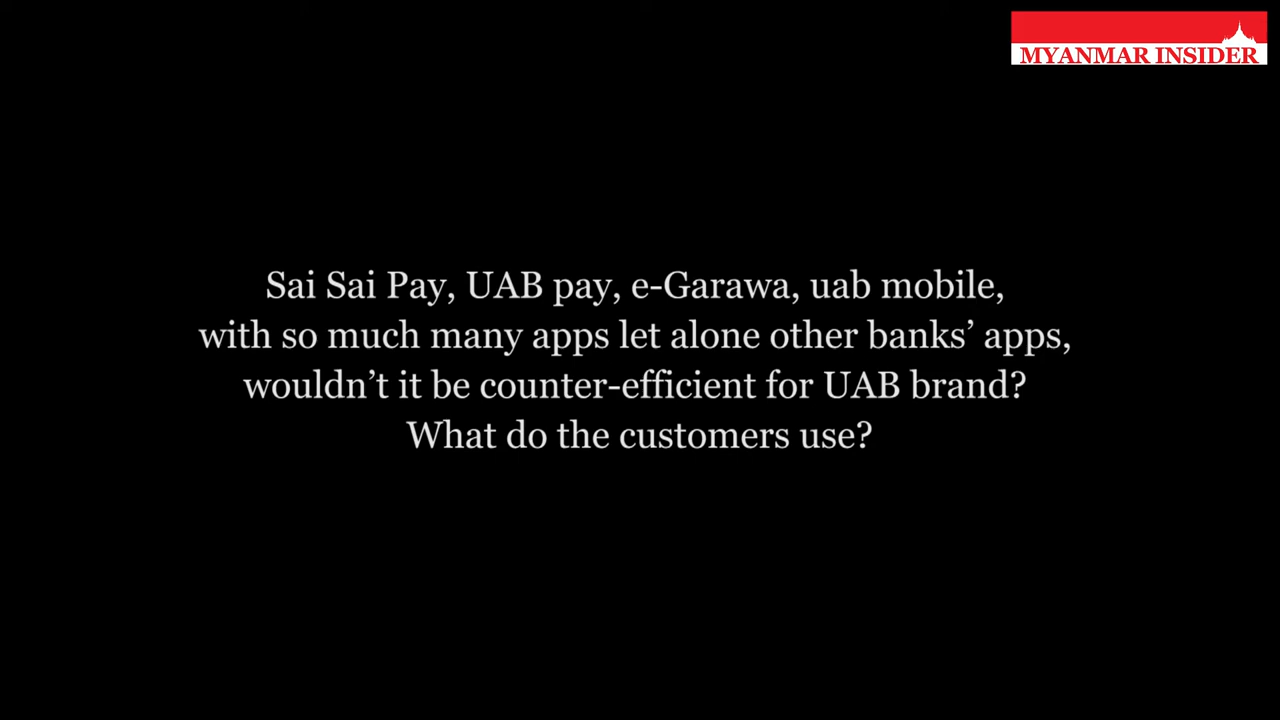 MYANMAR INSIDER
Sai Sai Pay, UAB pay, e-Garawa, uab mobile,
with so much many apps let alone other banks’ apps,
wouldn’t it be counter-efficient for UAB brand?
What do the customers use?